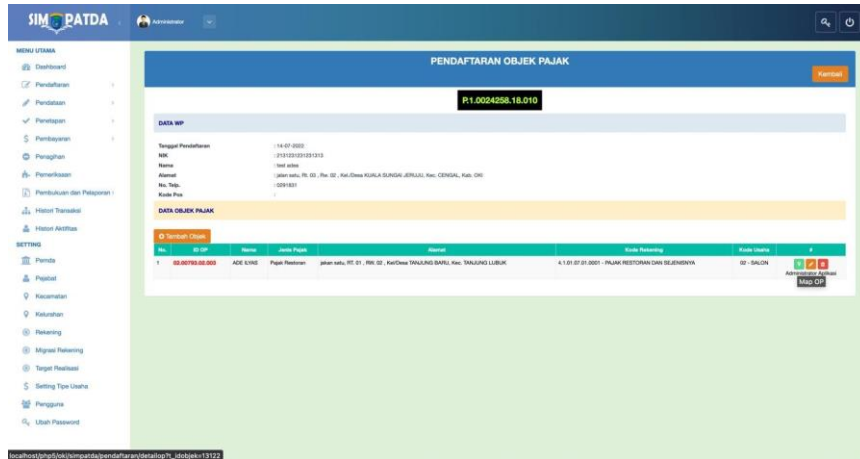 SIMPATDA
Administrator
MENU UTAMA
Dashboard
Pendaftaran
Pendataan
Penetapan
Pembayaran
Penagihan
Pemeriksaan
Pembukuan dan Pelaporan
Histori Transaksi
Histori Aktifitas
SETTING
Pemda
Pejabat
Kecamatan
Kelurahan
Rekening
Migrasi Rekening
Target Realisasi
Setting Tipe Usaha
Pengguna
Ubah Password
PENDAFTARAN OBJEK PAJAK
Kembali
P.1.0024258.18.010
DATA WP
Tanggal Pendaftaran : 14-07-2022
NIK
Nama : test
Alamat : jalan satu, Rt. 03 , Rw. 02 , Kel./Desa KUALA SUNGAI JERUJU, Kec. CENGAL, Kab. OKI
No. Telp. : 0291831
Kode Pos :
DATA OBJEK PAJAK
Tambah Objek
No. ID OP Nama Jenis Pajak Alamat Kode Rekening Kode Usaha #
1 02.00793.02.003 ADE ILYAS Pajak Restoran jalan satu, RT. 01 , RW. 02 , Kel/Desa TANJUNG BARU, Kec. TANJUNG LUBUK 4.1.01.07.01.0001 - PAJAK RESTORAN DAN SEJENISNYA 02 - SALON
Administrator Aplikasi
Map OP
localhost/php5/oki/simpatda/pendaftaran/detailop?t_idobjek=13122